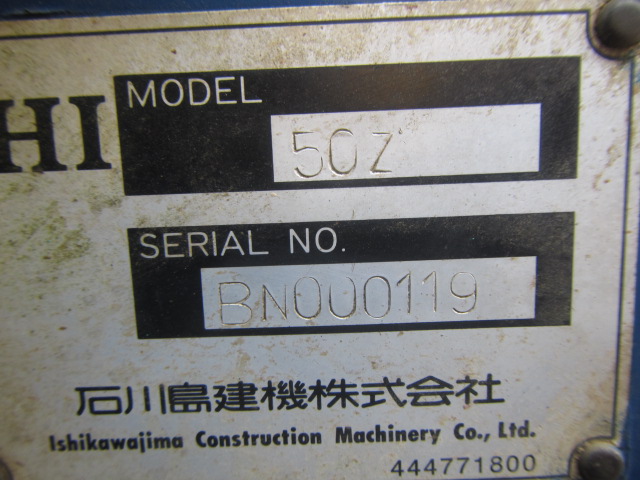 HI
MODEL
50Z
SERIAL NO.
BN000119
石川島建機株式会社
Ishikawajima Construction Machinery Co., Ltd.
444771800